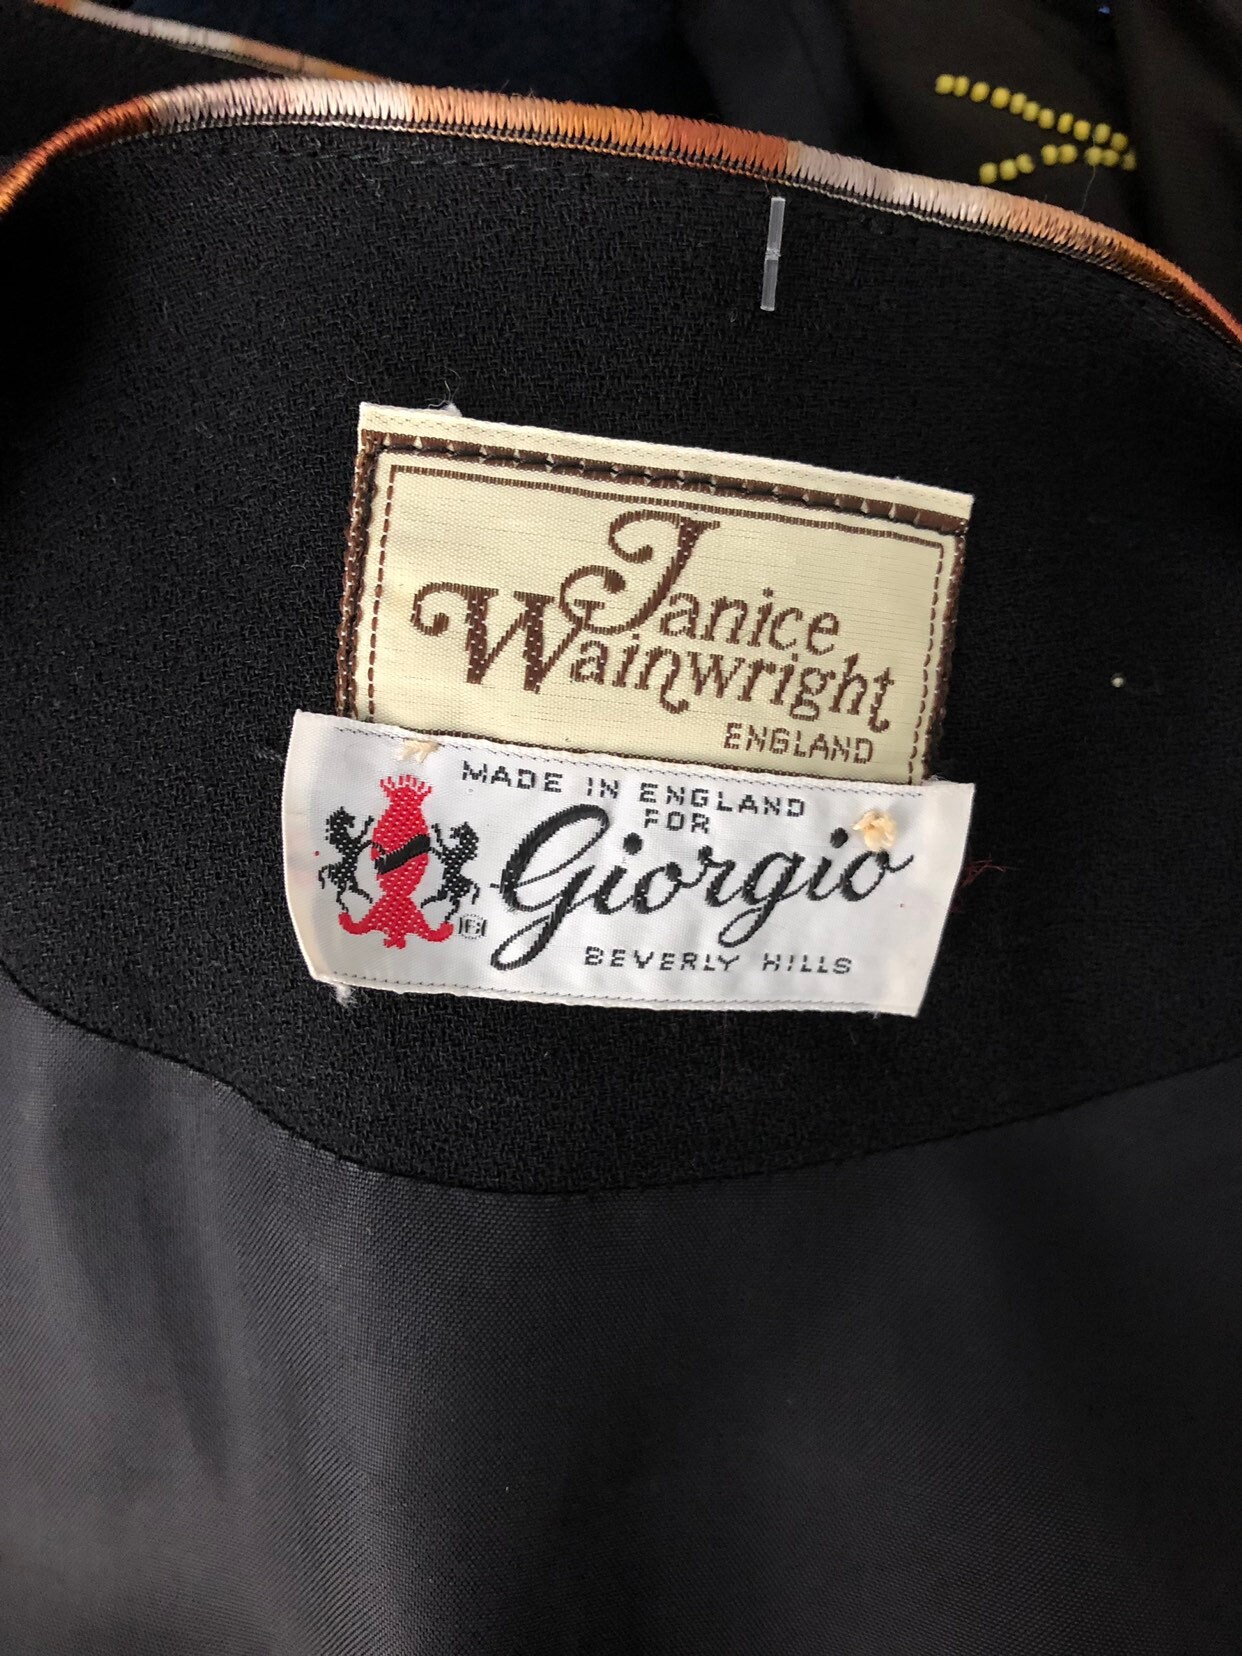 Janice
Wainwright
ENGLAND
MADE IN ENGLAND
FOR
Giorgio
BEVERLY HILLS
®